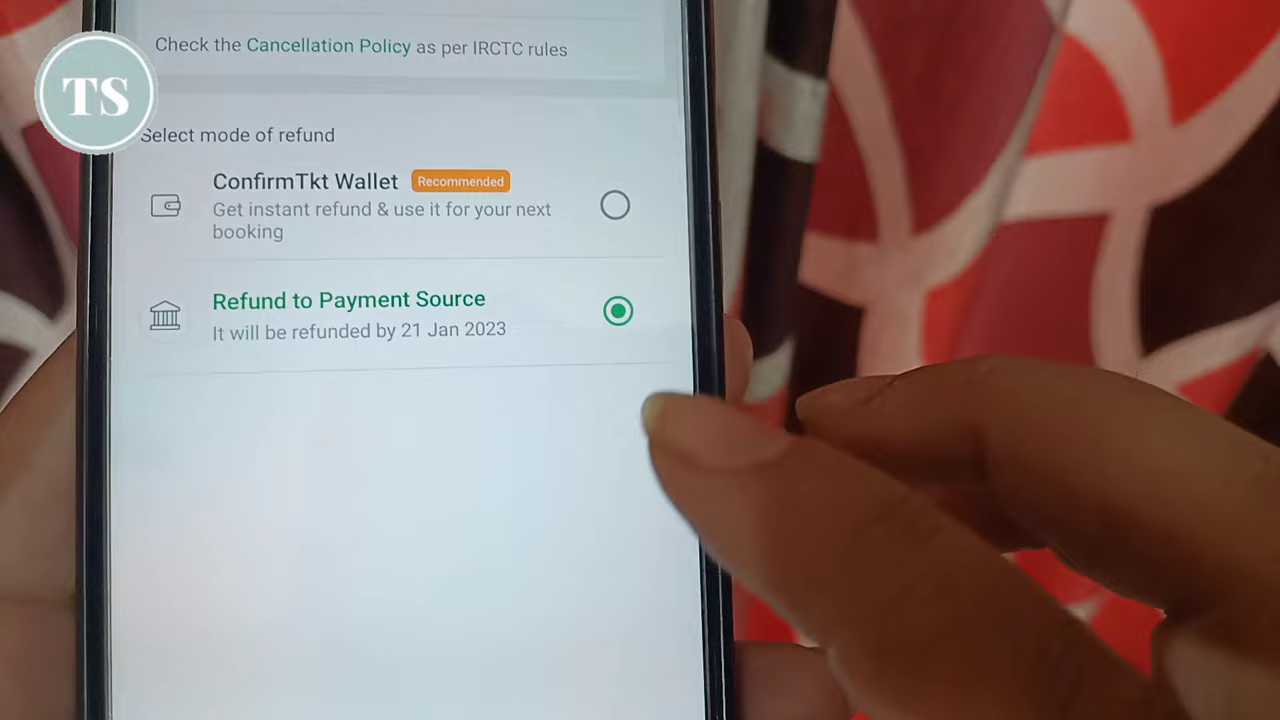 Check the Cancellation Policy as per IRCTC rules
TS
Select mode of refund
ConfirmTkt Wallet Recommended
Get instant refund & use it for your next
booking
Refund to Payment Source
It will be refunded by 21 Jan 2023